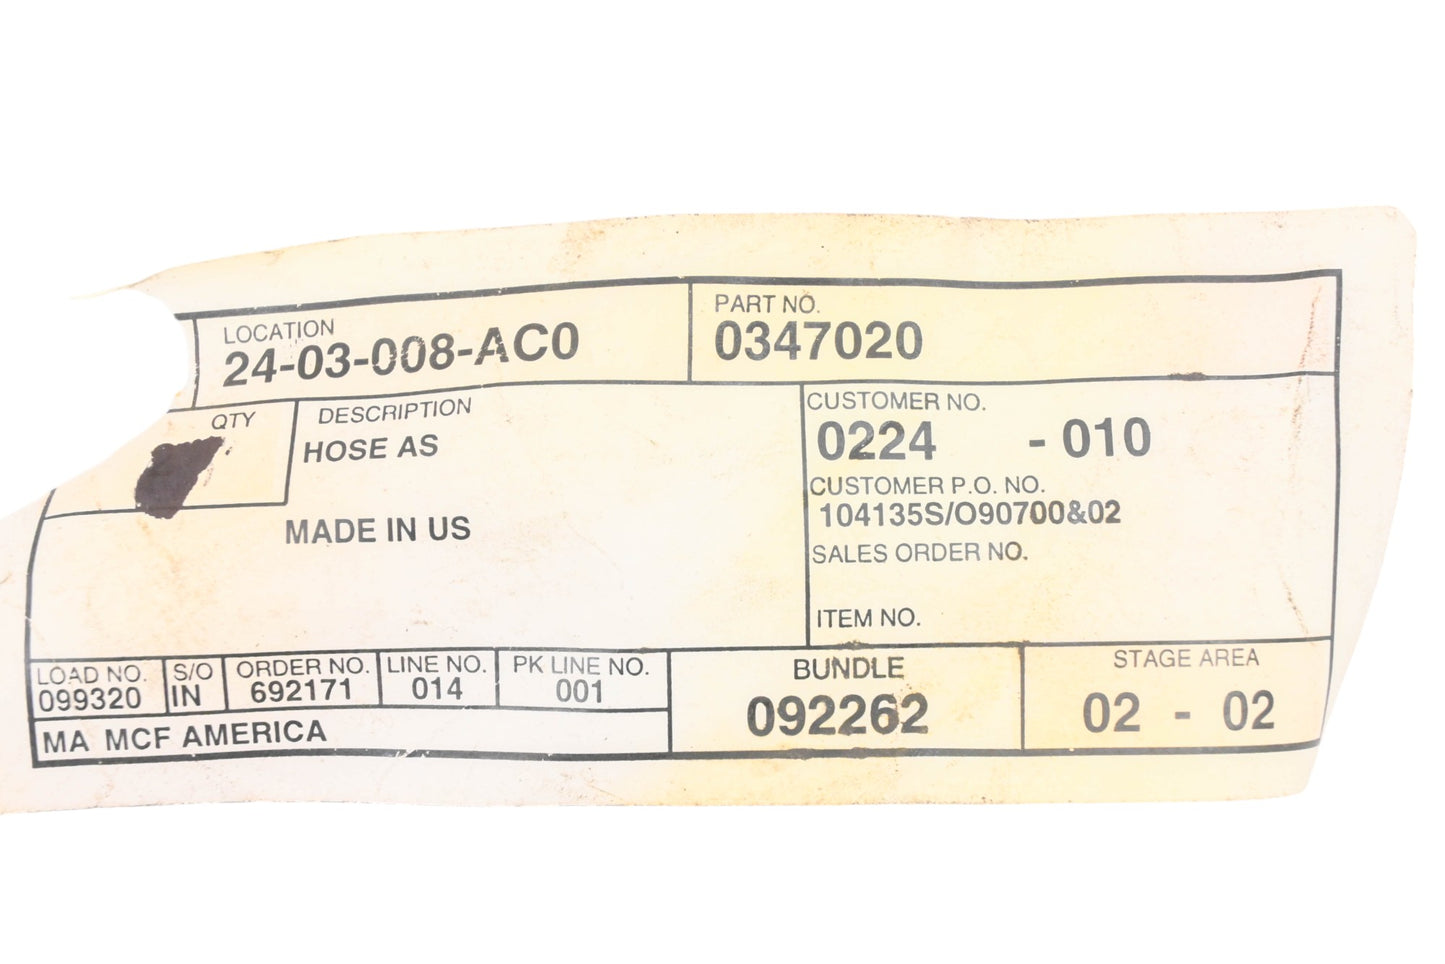 LOCATION
24-03-008-AC0
PART NO.
0347020
QTY
DESCRIPTION
HOSE AS
MADE IN US
CUSTOMER NO.
0224 -010
CUSTOMER P.O. NO.
104135S/O90700&02
SALES ORDER NO.
ITEM NO.
LOAD NO.
099320
S/O
IN
ORDER NO.
692171
LINE NO.
014
PK LINE NO.
001
MA MCF AMERICA
BUNDLE
092262
STAGE AREA
02 - 02